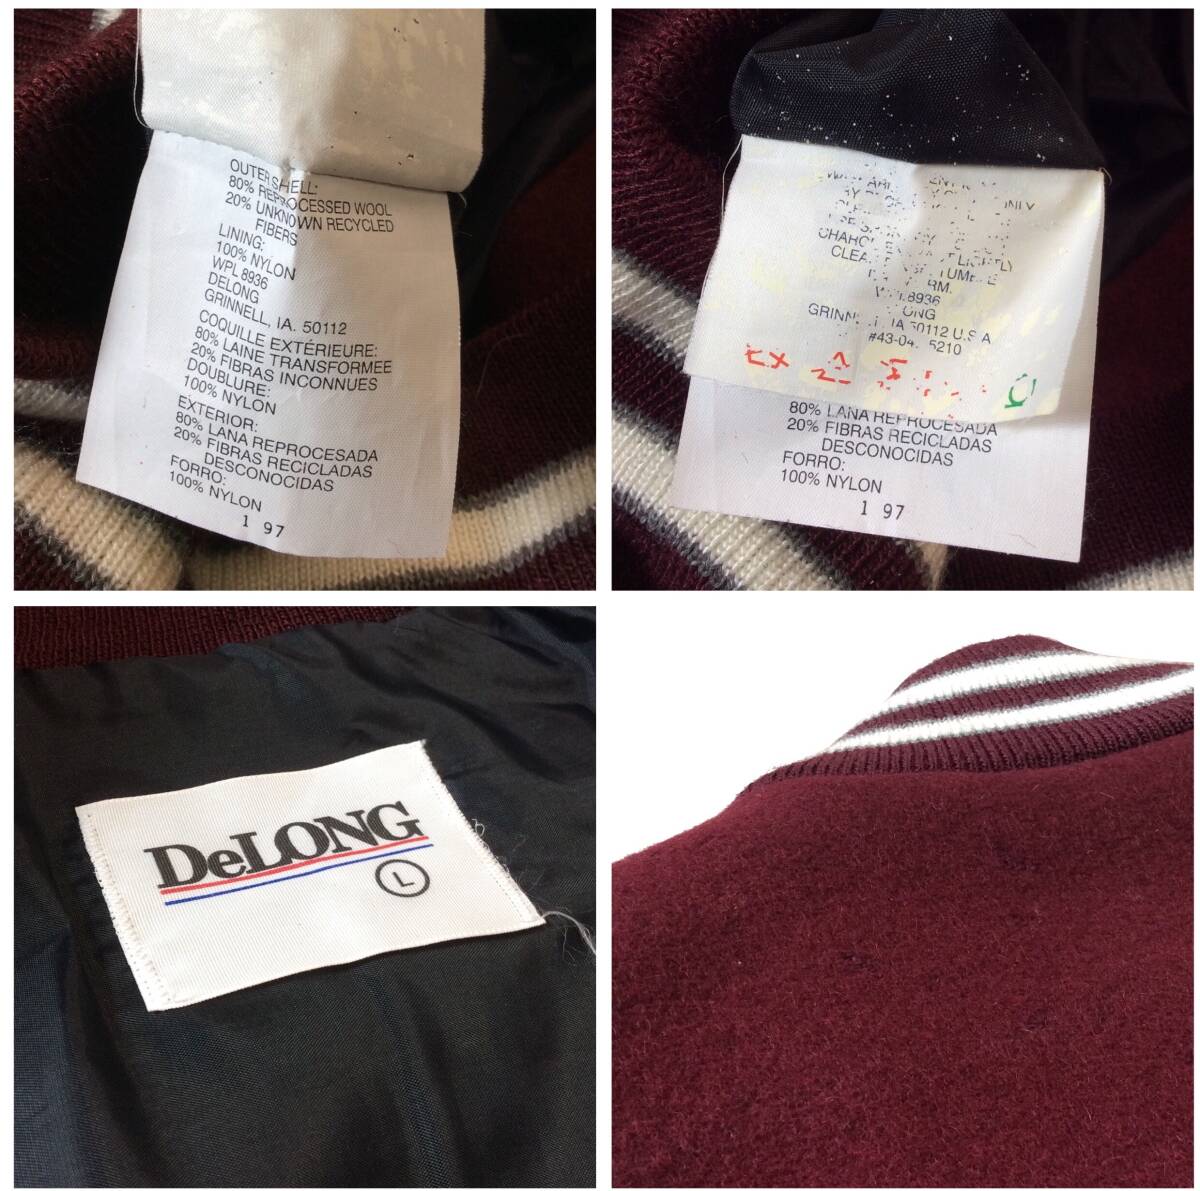 OUTER SHELL:
80% REPROCESSED WOOL
20% UNKNOWN RECYCLED
FIBERS
LINING:
100% NYLON
WPL 8936
DELONG
GRINNELL, IA. 50112
COQUILLE EXTÉRIEURE:
80% LAINE TRANSFORMEE
20% FIBRAS INCONNUES
DOUBLURE:
100% NYLON
EXTERIOR:
80% LANA REPROCESADA
20% FIBRAS RECICLADAS
DESCONOCIDAS
FORRO:
100% NYLON
1 97
ONLY
LIGHTLY
8936
IA 50112 U.S.A
5210
80% LANA REPROCESADA
20% FIBRAS RECICLADAS
DESCONOCIDAS
FORRO:
100% NYLON
1 97
DeLONG
L